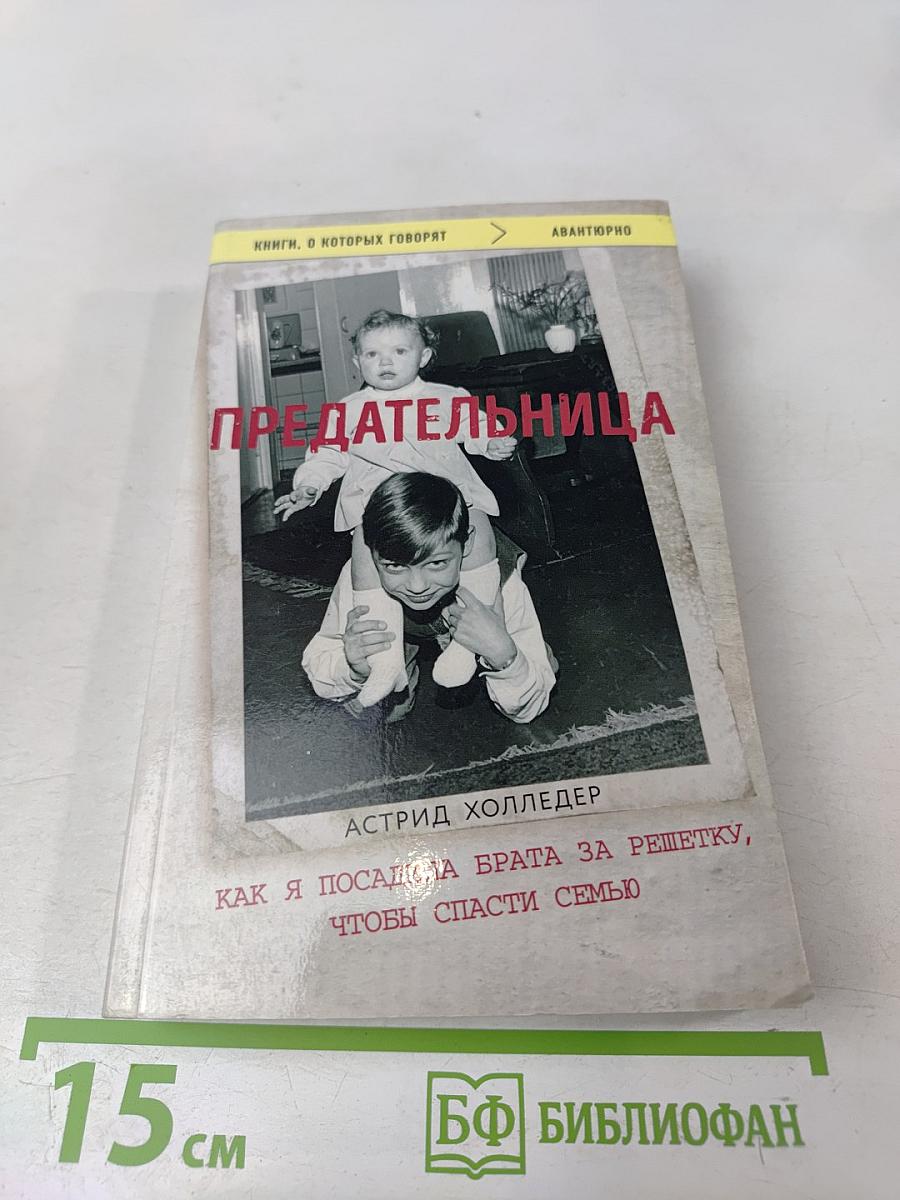 КНИГИ, О КОТОРЫХ ГОВОРЯТ > АВАНТЮРНО
ПРЕДАТЕЛЬНИЦА
АСТРИД ХОЛЛЕДЕР
КАК Я ПОСАДИЛА БРАТА ЗА РЕШЕТКУ,
ЧТОБЫ СПАСТИ СЕМЬЮ
15 см
БФ БИБЛИОФАН